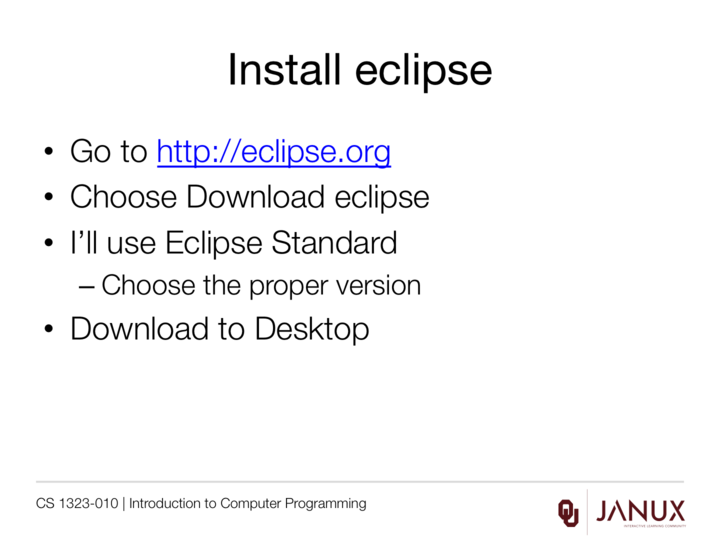 Install eclipse
• Go to http://eclipse.org
• Choose Download eclipse
• I’ll use Eclipse Standard
– Choose the proper version
• Download to Desktop
CS 1323-010 | Introduction to Computer Programming
OU JANUX
INTERACTIVE LEARNING COMMUNITY